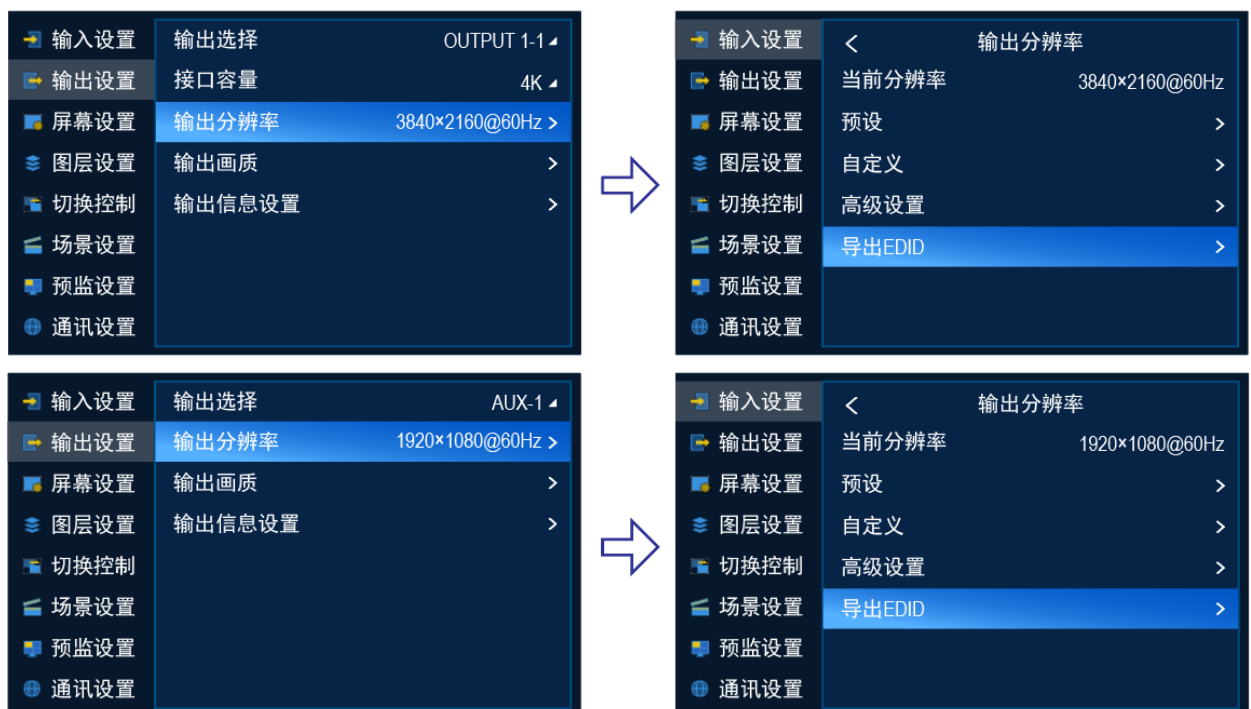 输入设置
输出设置
屏幕设置
图层设置
切换控制
场景设置
预监设置
通讯设置
输出选择 OUTPUT 1-1
接口容量 4K
输出分辨率 3840×2160@60Hz >
输出画质 >
输出信息设置 >
输入设置
输出设置
屏幕设置
图层设置
切换控制
场景设置
预监设置
通讯设置
< 输出分辨率
当前分辨率 3840×2160@60Hz
预设 >
自定义 >
高级设置 >
导出EDID >
输入设置
输出设置
屏幕设置
图层设置
切换控制
场景设置
预监设置
通讯设置
输出选择 AUX-1
输出分辨率 1920×1080@60Hz >
输出画质 >
输出信息设置 >
输入设置
输出设置
屏幕设置
图层设置
切换控制
场景设置
预监设置
通讯设置
< 输出分辨率
当前分辨率 1920×1080@60Hz
预设 >
自定义 >
高级设置 >
导出EDID >